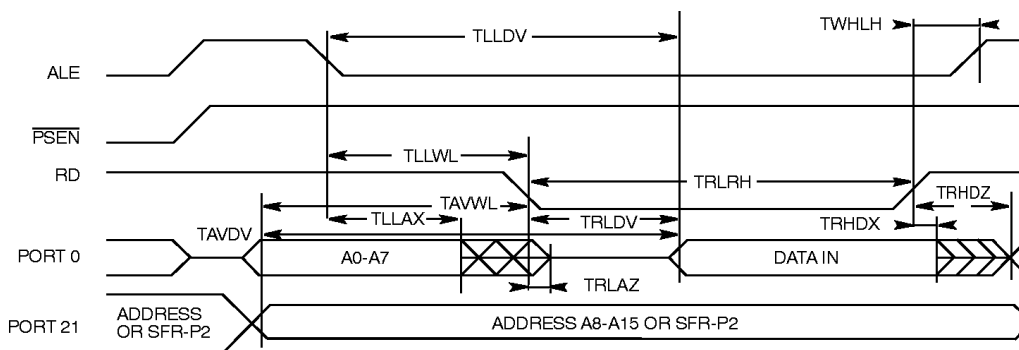 TLLDV
TWHLH
ALE
PSEN
TLLWL
RD
TRLRH
TAVWL
TRHDZ
TLLAX
TRLDV
TRHDX
TAVDV
PORT 0
A0-A7
DATA IN
TRLAZ
ADDRESS
OR SFR-P2
PORT 21
ADDRESS A8-A15 OR SFR-P2